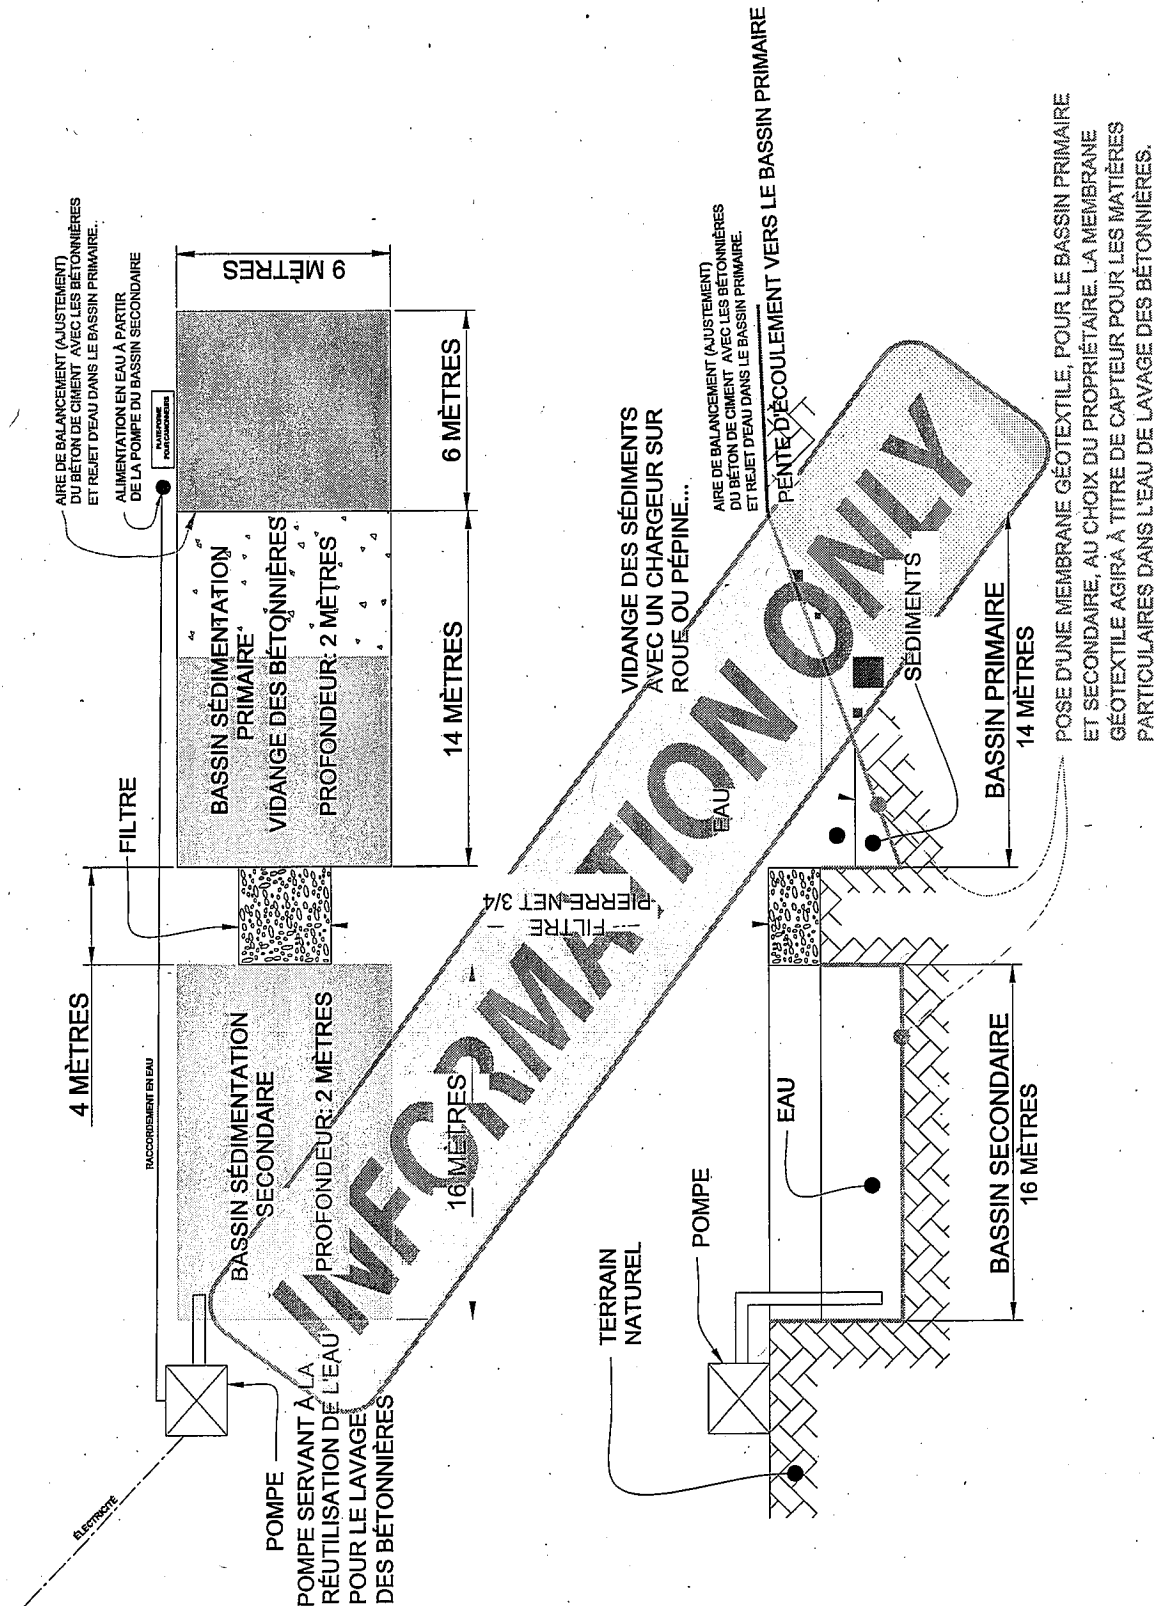 AIRE DE BALANCEMENT (AJUSTEMENT)
DU BÉTON DE CIMENT AVEC LES BÉTONNIÈRES
ET REJET D'EAU DANS LE BASSIN PRIMAIRE.
ALIMENTATION EN EAU À PARTIR
DE LA POMPE DU BASSIN SECONDAIRE
PLATE-FORME
POUR CAMIONNEURS
9 MÈTRES
6 MÈTRES
BASSIN SÉDIMENTATION
PRIMAIRE
VIDANGE DES BÉTONNIÈRES
PROFONDEUR: 2 MÈTRES
14 MÈTRES
FILTRE
4 MÈTRES
RACCORDEMENT EN EAU
BASSIN SÉDIMENTATION
SECONDAIRE
PROFONDEUR: 2 MÈTRES
16 MÈTRES
ÉLECTRICITÉ
POMPE
POMPE SERVANT À LA
RÉUTILISATION DE L'EAU
POUR LE LAVAGE
DES BÉTONNIÈRES
FILTRE
PIERRE NET 3/4
INFORMATION ONLY
VIDANGE DES SÉDIMENTS
AVEC UN CHARGEUR SUR
ROUE OU PÉPINE...
AIRE DE BALANCEMENT (AJUSTEMENT)
DU BÉTON DE CIMENT AVEC LES BÉTONNIÈRES
ET REJET D'EAU DANS LE BASSIN PRIMAIRE.
PENTE D'ÉCOULEMENT VERS LE BASSIN PRIMAIRE
EAU
SÉDIMENTS
BASSIN PRIMAIRE
14 MÈTRES
TERRAIN
NATUREL
POMPE
EAU
BASSIN SECONDAIRE
16 MÈTRES
POSE D'UNE MEMBRANE GÉOTEXTILE, POUR LE BASSIN PRIMAIRE
ET SECONDAIRE, AU CHOIX DU PROPRIÉTAIRE. LA MEMBRANE
GÉOTEXTILE AGIRA À TITRE DE CAPTEUR POUR LES MATIÈRES
PARTICULAIRES DANS L'EAU DE LAVAGE DES BÉTONNIÈRES.